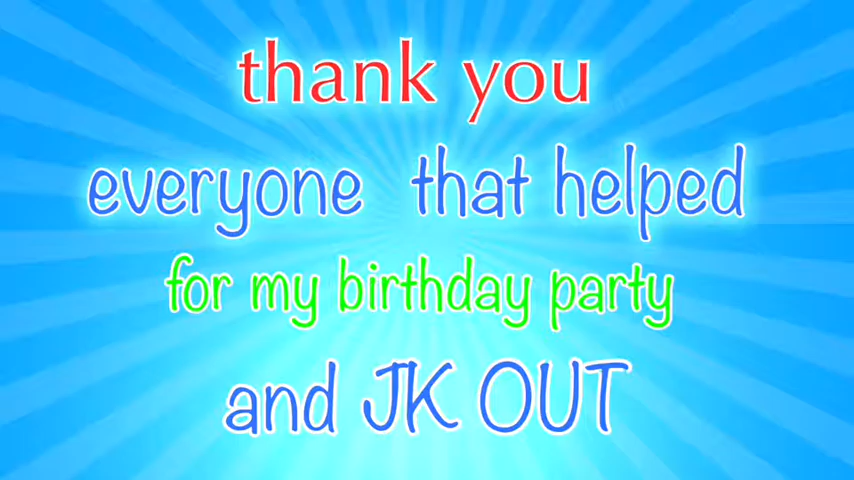 thank you
everyone that helped
for my birthday party
and JK OUT